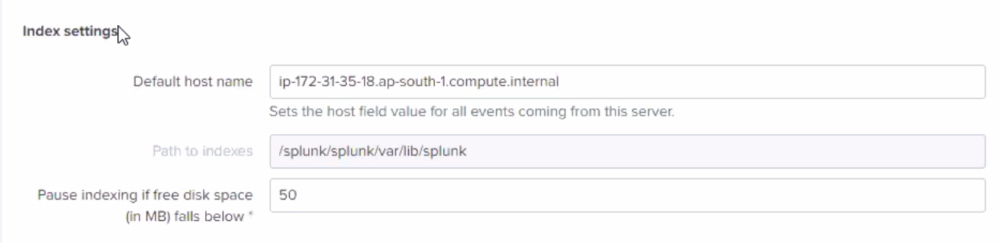 Index settings
Default host name
ip-172-31-35-18.ap-south-1.compute.internal
Sets the host field value for all events coming from this server.
Path to indexes
/splunk/splunk/var/lib/splunk
Pause indexing if free disk space
(in MB) falls below *
50